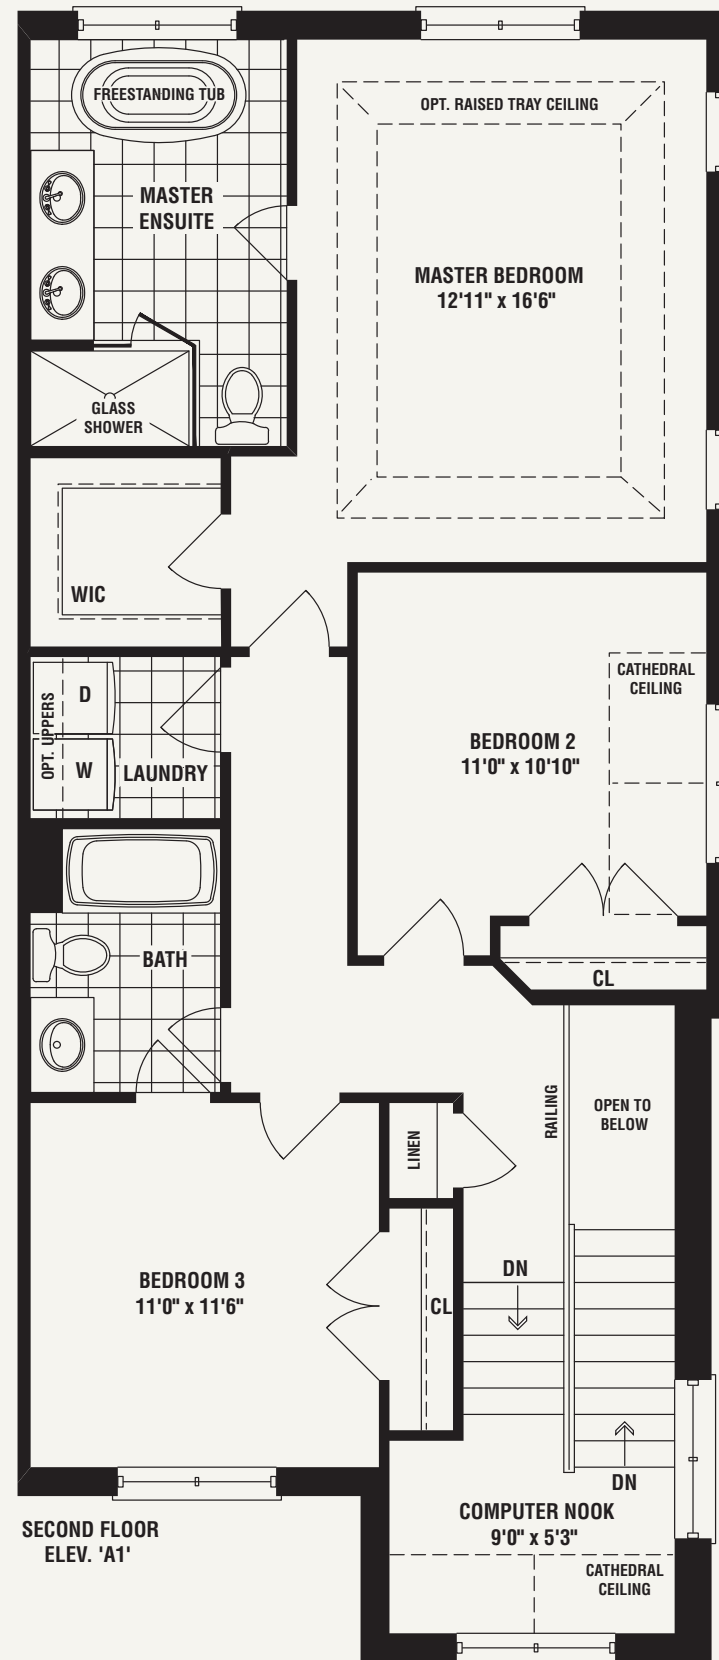 FREESTANDING TUB
OPT. RAISED TRAY CEILING
MASTER
ENSUITE
MASTER BEDROOM
12'11" x 16'6"
GLASS
SHOWER
WIC
OPT. UPPERS
D
W
LAUNDRY
CATHEDRAL
CEILING
BEDROOM 2
11'0" x 10'10"
BATH
CL
RAILING
OPEN TO
BELOW
LINEN
BEDROOM 3
11'0" x 11'6"
CL
DN
DN
COMPUTER NOOK
9'0" x 5'3"
CATHEDRAL
CEILING
SECOND FLOOR
ELEV. 'A1'